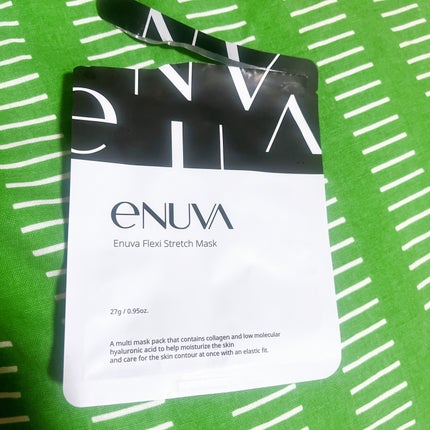 eNUVA
eNUVA
Enuva Flexi Stretch Mask
27g / 0.95oz.
A multi mask pack that contains collagen and low molecular
hyaluronic acid to help moisturize the skin
and care for the skin contour at once with an elastic fit.